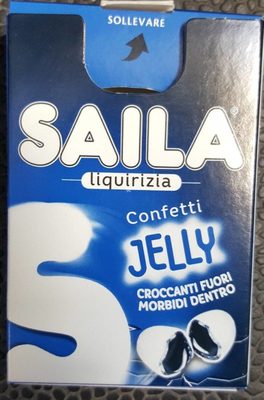 SOLLEVARE
SAILA®
liquirizia
Confetti
JELLY
CROCCANTI FUORI
MORBIDI DENTRO
S